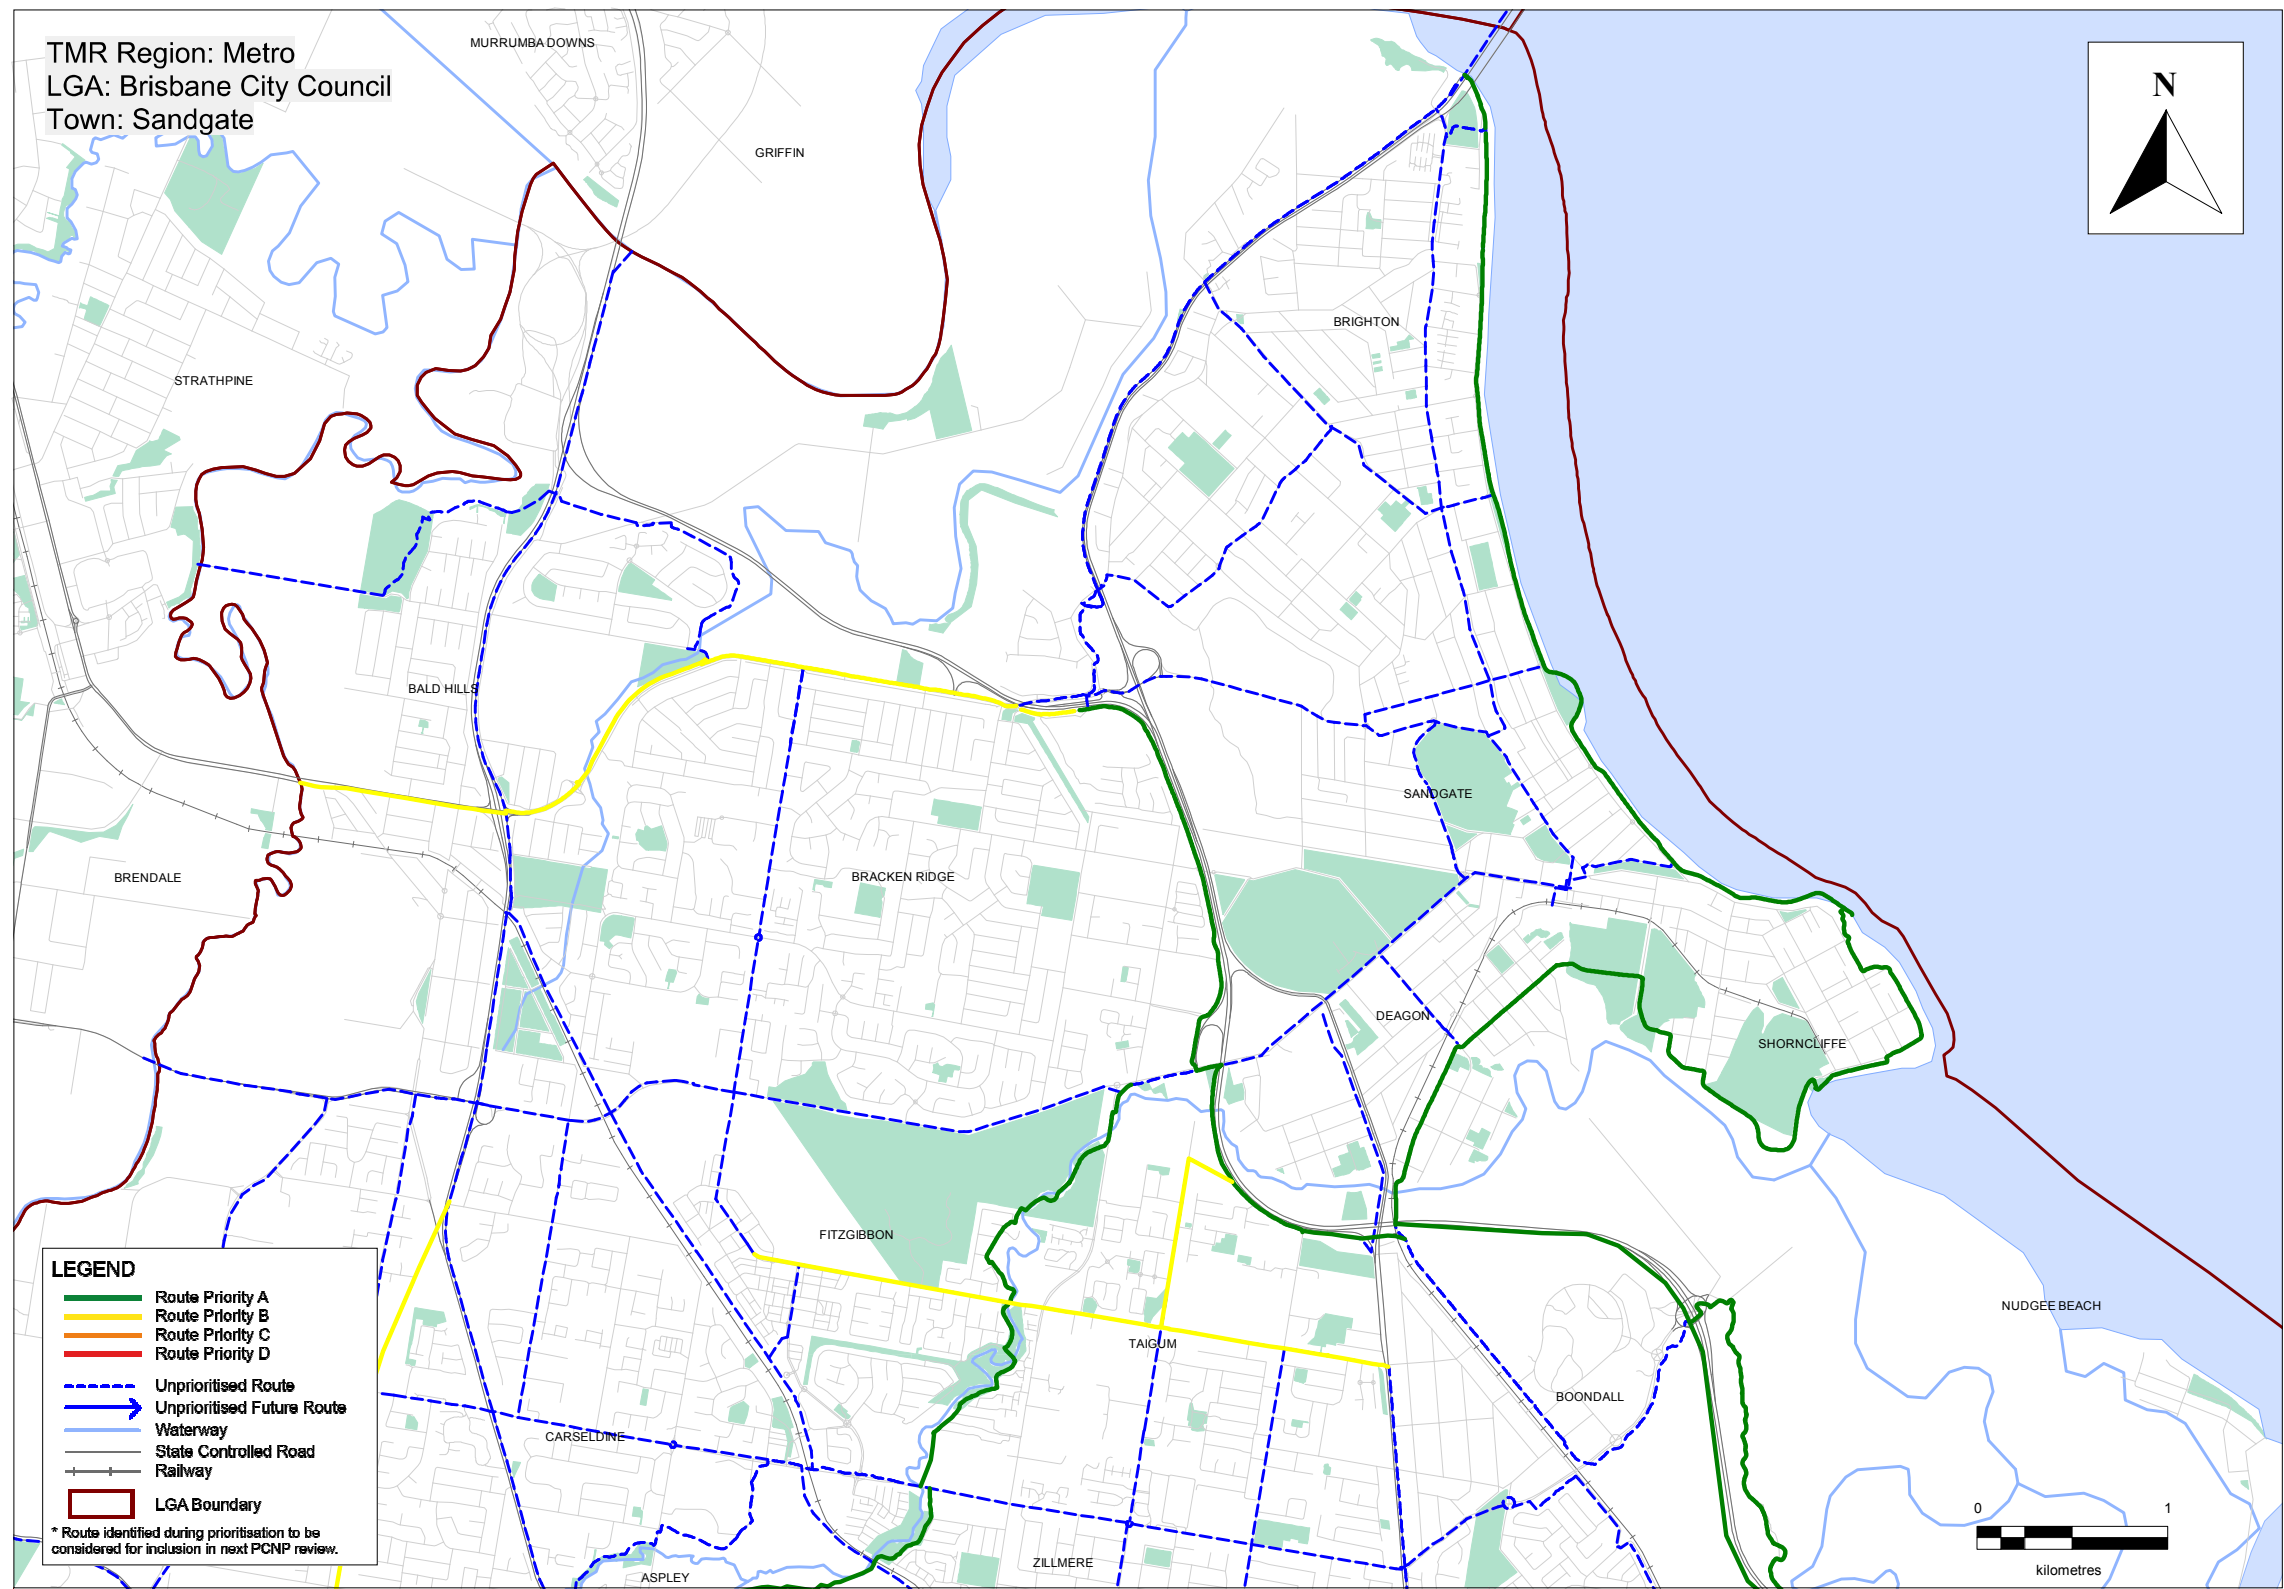 TMR Region: Metro
LGA: Brisbane City Council
Town: Sandgate
MURRUMBA DOWNS
GRIFFIN
N
BRIGHTON
STRATHPINE
BALD HILLS
SANDGATE
BRENDALE
BRACKEN RIDGE
DEAGON
SHORNCLIFFE
FITZGIBBON
NUDGEE BEACH
TAIGUM
BOONDALL
CARSELDINE
ZILLMERE
ASPLEY
LEGEND
Route Priority A
Route Priority B
Route Priority C
Route Priority D
Unprioritised Route
Unprioritised Future Route
Waterway
State Controlled Road
Railway
LGA Boundary
* Route identified during prioritisation to be
considered for inclusion in next PCNP review.
0 1
kilometres